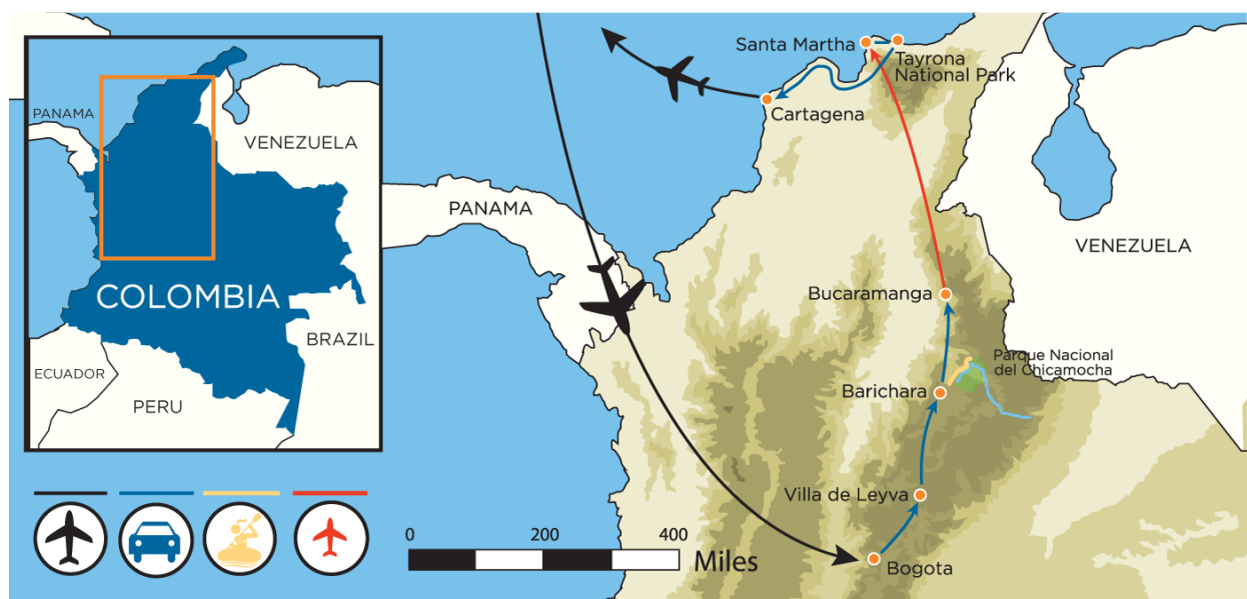 PANAMA
VENEZUELA
COLOMBIA
BRAZIL
ECUADOR
PERU
Santa Martha
Tayrona
National Park
Cartagena
PANAMA
VENEZUELA
Bucaramanga
Parque Nacional
del Chicamocha
Barichara
Villa de Leyva
Bogota
0
200
400
Miles